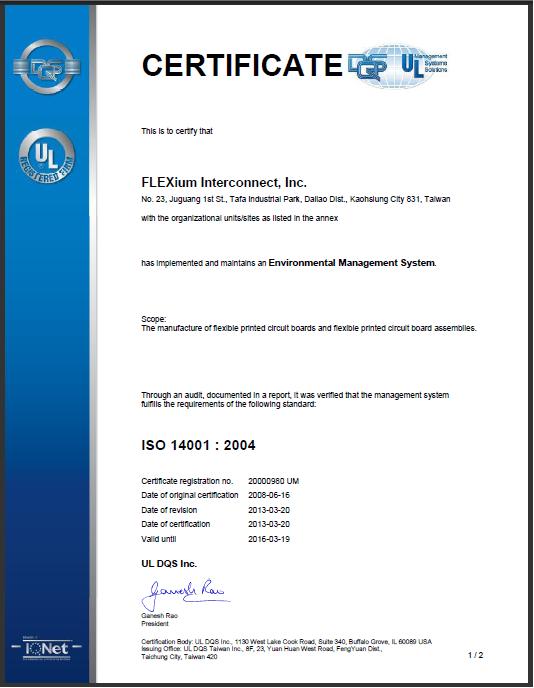 CERTIFICATE
DQS
UL
Management
Systems
Solutions
DQS
UL
REGISTERED FIRM
This is to certify that
FLEXium Interconnect, Inc.
No. 23, Juguang 1st St., Tafa Industrial Park, Daliao Dist., Kaohsiung City 831, Taiwan
with the organizational units/sites as listed in the annex
has implemented and maintains an Environmental Management System.
Scope:
The manufacture of flexible printed circuit boards and flexible printed circuit board assemblies.
Through an audit, documented in a report, it was verified that the management system
fulfills the requirements of the following standard:
ISO 14001 : 2004
Certificate registration no. 20000980 UM
Date of original certification 2008-06-16
Date of revision 2013-03-20
Date of certification 2013-03-20
Valid until 2016-03-19
UL DQS Inc.
Ganesh Rao
Ganesh Rao
President
Certification Body: UL DQS Inc., 1130 West Lake Cook Road, Suite 340, Buffalo Grove, IL 60089 USA
Issuing Office: UL DQS Taiwan Inc., 8F, 23, Yuan Huan West Road, FengYuan Dist.,
Taichung City, Taiwan 420
1 / 2
IQNet